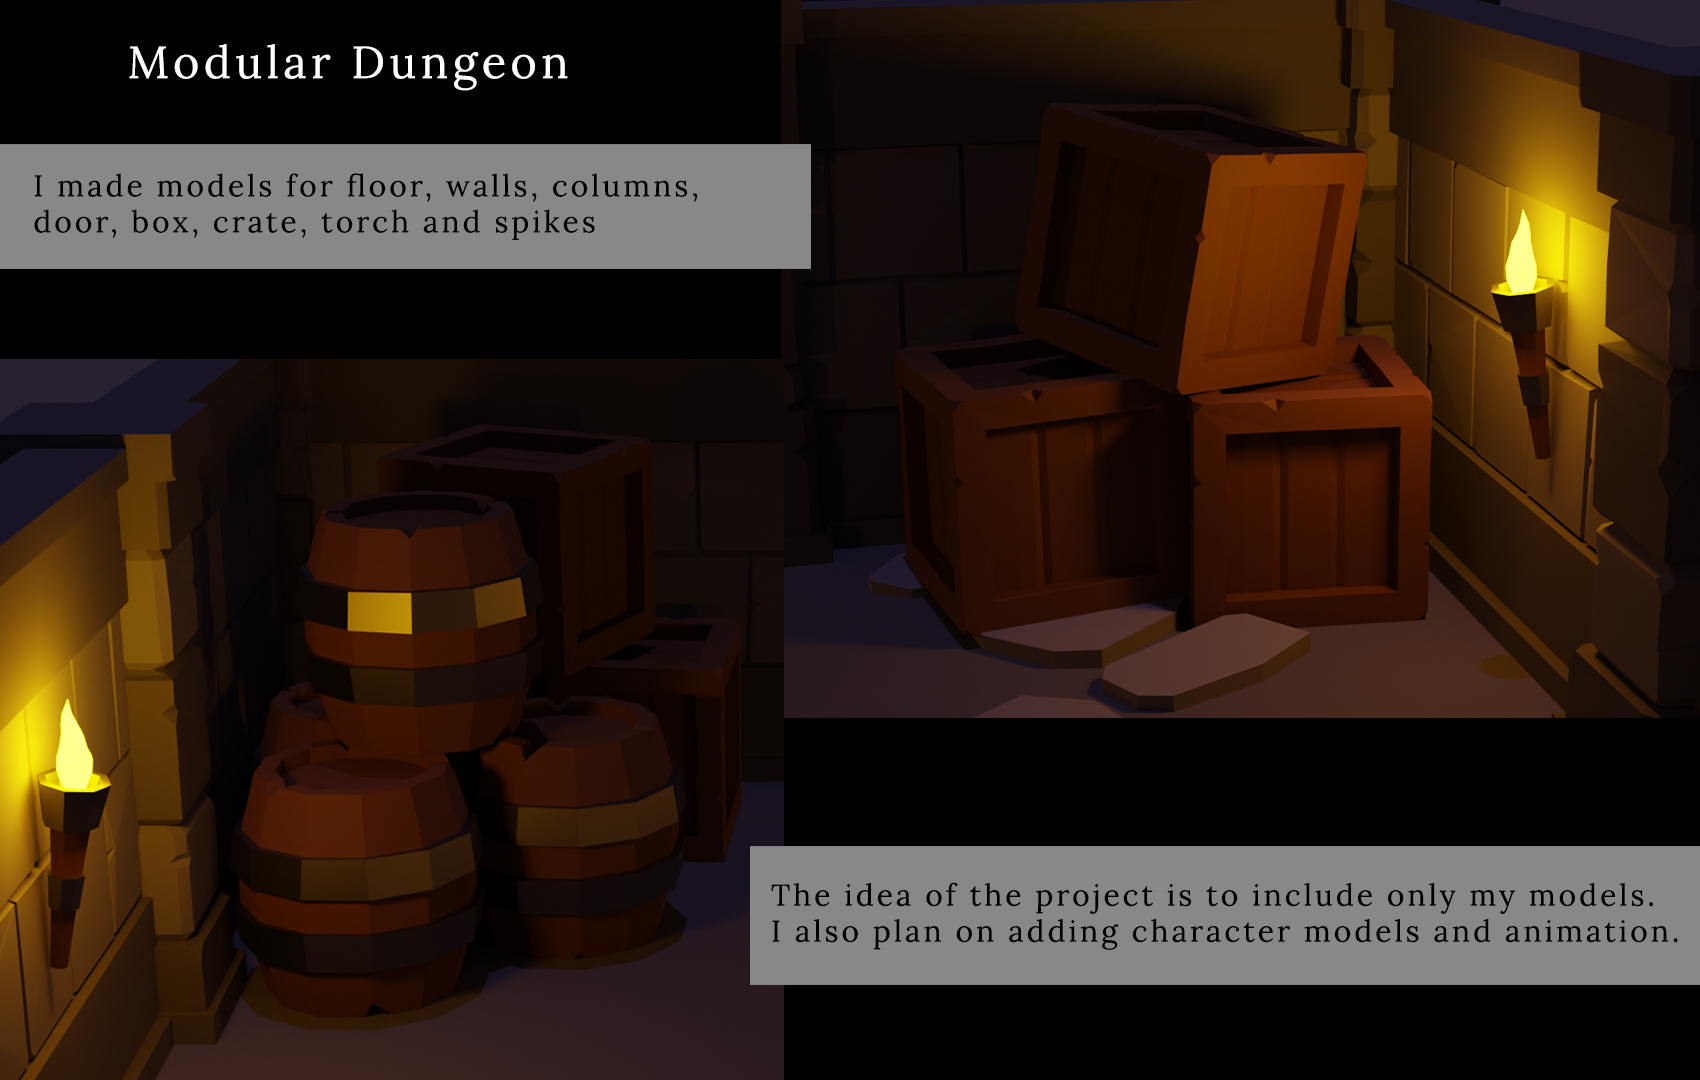 Modular Dungeon
I made models for floor, walls, columns,
door, box, crate, torch and spikes
The idea of the project is to include only my models.
I also plan on adding character models and animation.